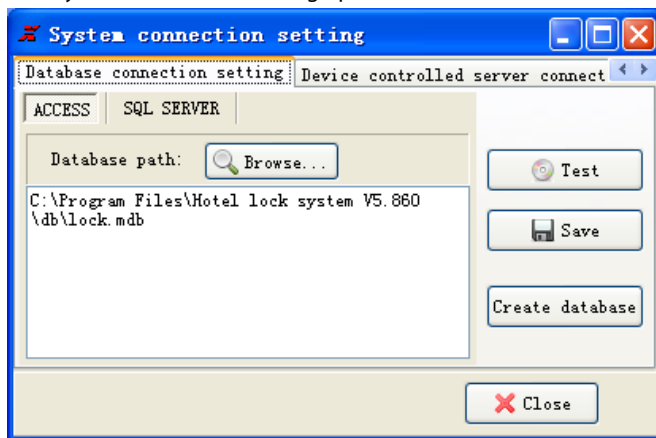 System connection setting
Database connection setting Device controlled server connect
ACCESS SQL SERVER
Database path: Browse...
C:\Program Files\Hotel lock system V5.860
\db\lock.mdb
Test
Save
Create database
Close